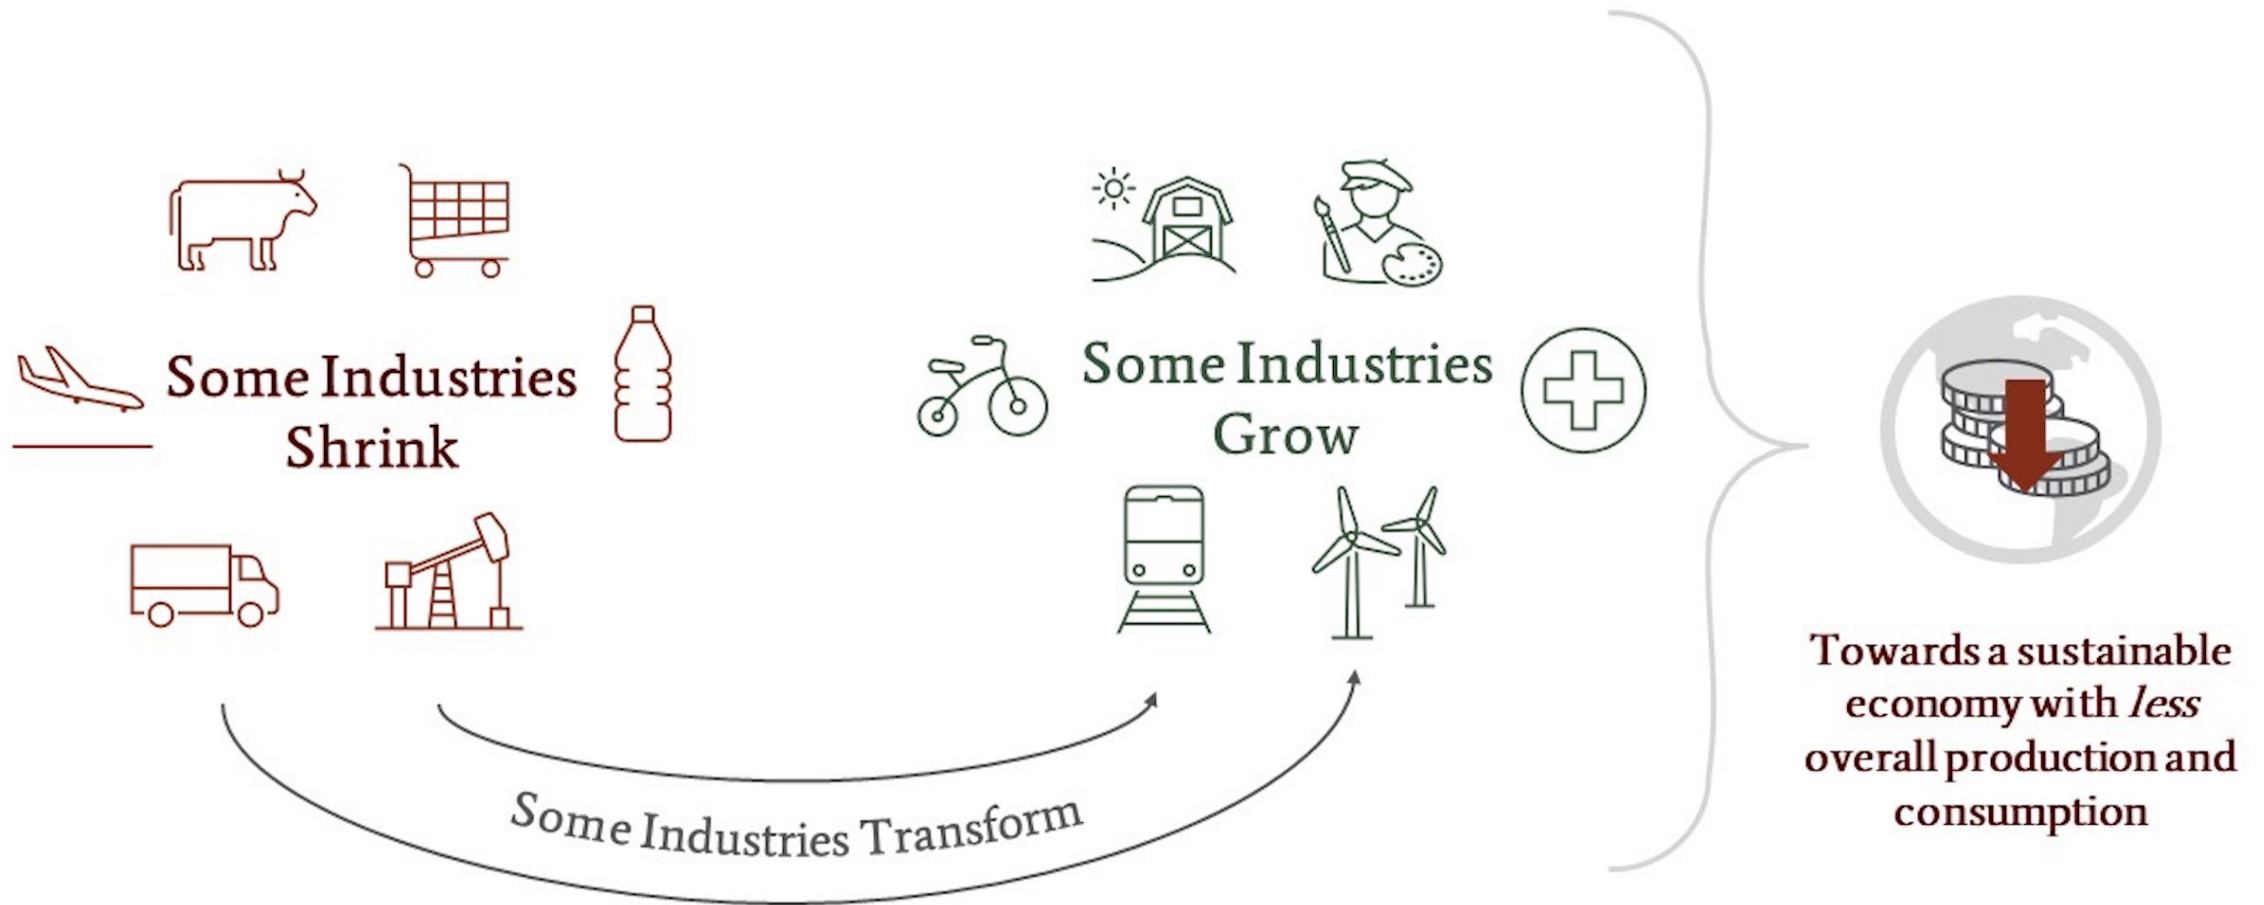 Some Industries
Shrink
Some Industries
Grow
Some Industries Transform
Towards a sustainable
economy with less
overall production and
consumption